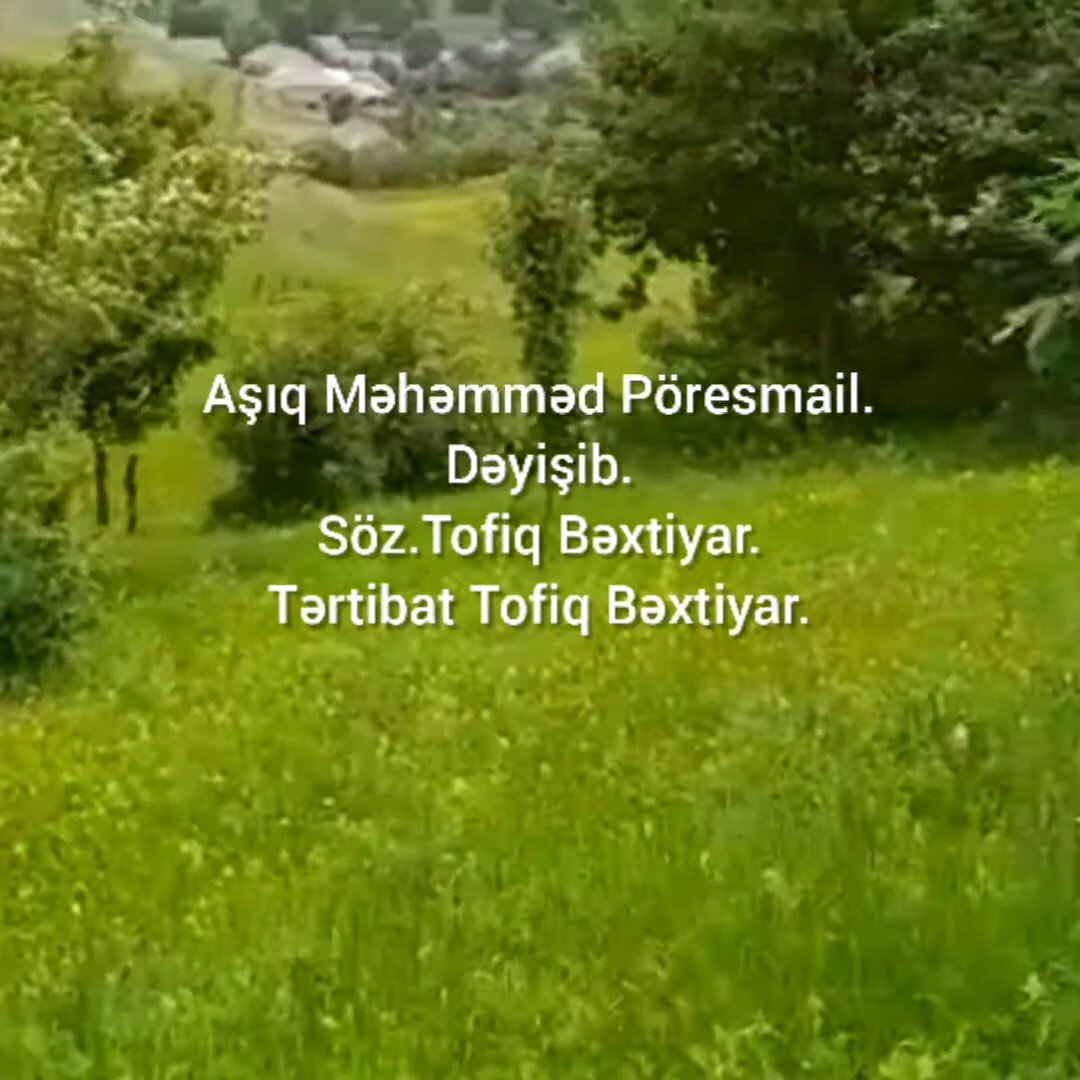 Aşıq Məhəmməd Pöresmail.
Dəyişib.
Söz.Tofiq Bəxtiyar.
Tərtibat Tofiq Bəxtiyar.